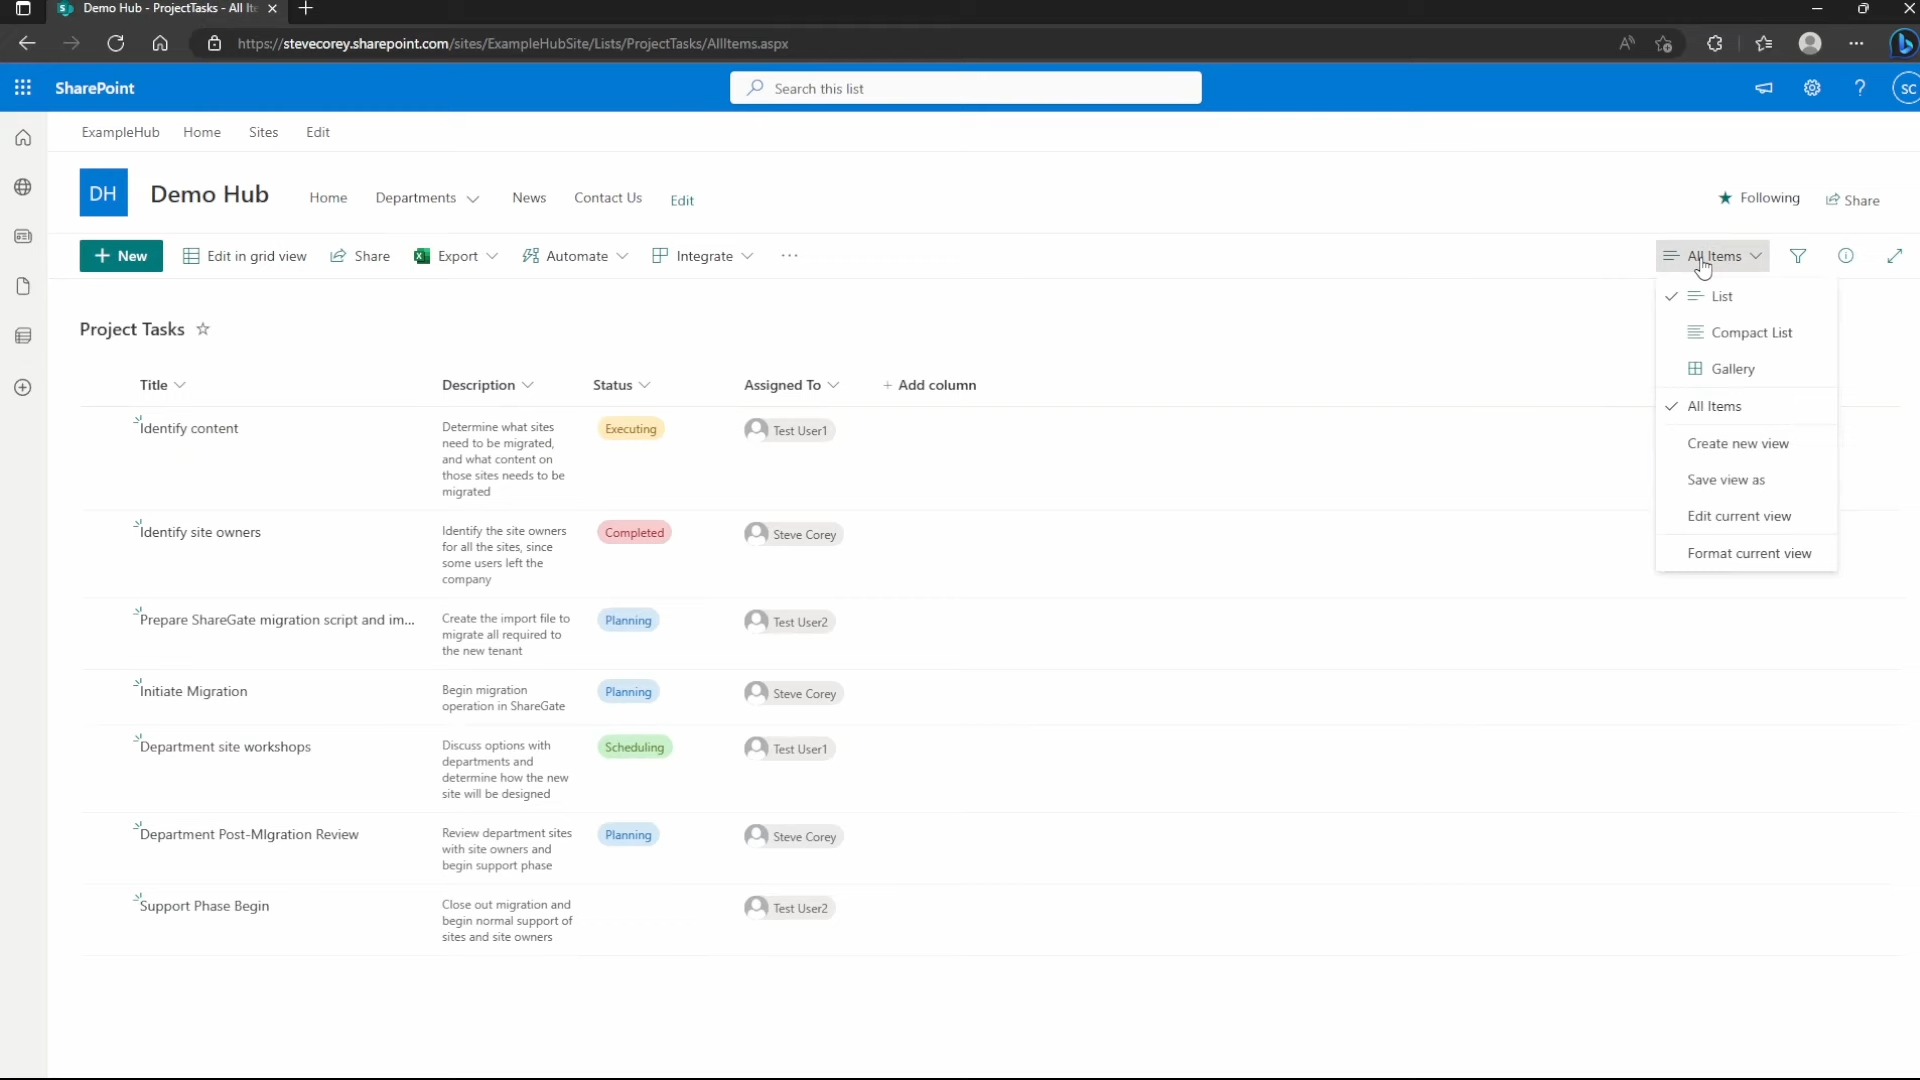 Demo Hub - ProjectTasks - All Ite
https://stevecorey.sharepoint.com/sites/ExampleHubSite/Lists/ProjectTasks/AllItems.aspx
SharePoint
Search this list
SC
ExampleHub Home Sites Edit
DH Demo Hub Home Departments News Contact Us Edit
Following Share
+ New Edit in grid view Share Export Automate Integrate ...
All Items
List
Compact List
Gallery
All Items
Create new view
Save view as
Edit current view
Format current view
Project Tasks
Title Description Status Assigned To + Add column
Identify content
Determine what sites
need to be migrated,
and what content on
those sites needs to be
migrated
Executing
Test User1
Identify site owners
Identify the site owners
for all the sites, since
some users left the
company
Completed
Steve Corey
Prepare ShareGate migration script and im...
Create the import file to
migrate all required to
the new tenant
Planning
Test User2
Initiate Migration
Begin migration
operation in ShareGate
Planning
Steve Corey
Department site workshops
Discuss options with
departments and
determine how the new
site will be designed
Scheduling
Test User1
Department Post-MIgration Review
Review department sites
with site owners and
begin support phase
Planning
Steve Corey
Support Phase Begin
Close out migration and
begin normal support of
sites and site owners
Test User2